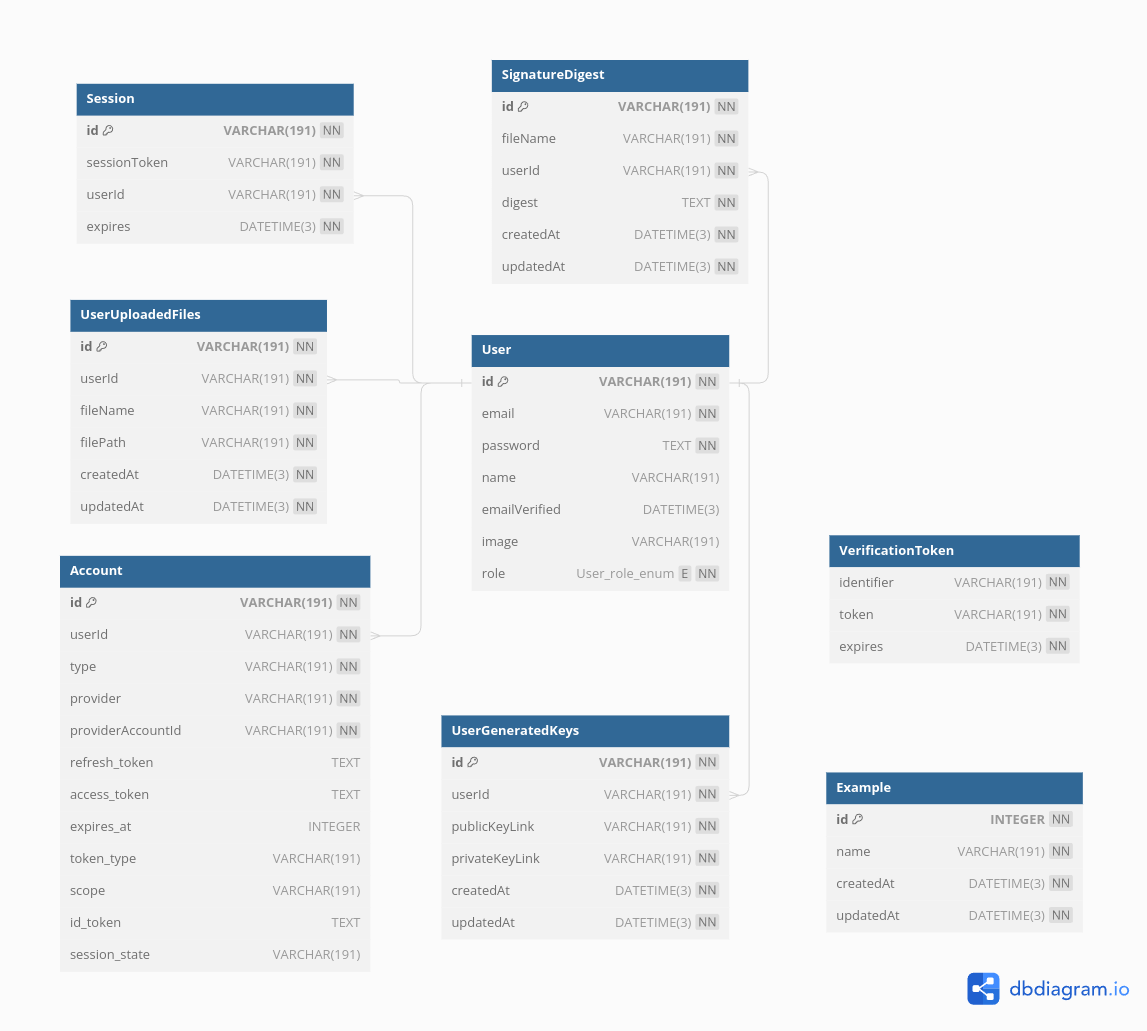 Session
id VARCHAR(191) NN
sessionToken VARCHAR(191) NN
userId VARCHAR(191) NN
expires DATETIME(3) NN
SignatureDigest
id VARCHAR(191) NN
fileName VARCHAR(191) NN
userId VARCHAR(191) NN
digest TEXT NN
createdAt DATETIME(3) NN
updatedAt DATETIME(3) NN
UserUploadedFiles
id VARCHAR(191) NN
userId VARCHAR(191) NN
fileName VARCHAR(191) NN
filePath VARCHAR(191) NN
createdAt DATETIME(3) NN
updatedAt DATETIME(3) NN
User
id VARCHAR(191) NN
email VARCHAR(191) NN
password TEXT NN
name VARCHAR(191)
emailVerified DATETIME(3)
image VARCHAR(191)
role User_role_enum E NN
Account
id VARCHAR(191) NN
userId VARCHAR(191) NN
type VARCHAR(191) NN
provider VARCHAR(191) NN
providerAccountId VARCHAR(191) NN
refresh_token TEXT
access_token TEXT
expires_at INTEGER
token_type VARCHAR(191)
scope VARCHAR(191)
id_token TEXT
session_state VARCHAR(191)
VerificationToken
identifier VARCHAR(191) NN
token VARCHAR(191) NN
expires DATETIME(3) NN
UserGeneratedKeys
id VARCHAR(191) NN
userId VARCHAR(191) NN
publicKeyLink VARCHAR(191) NN
privateKeyLink VARCHAR(191) NN
createdAt DATETIME(3) NN
updatedAt DATETIME(3) NN
Example
id INTEGER NN
name VARCHAR(191) NN
createdAt DATETIME(3) NN
updatedAt DATETIME(3) NN
dbdiagram.io